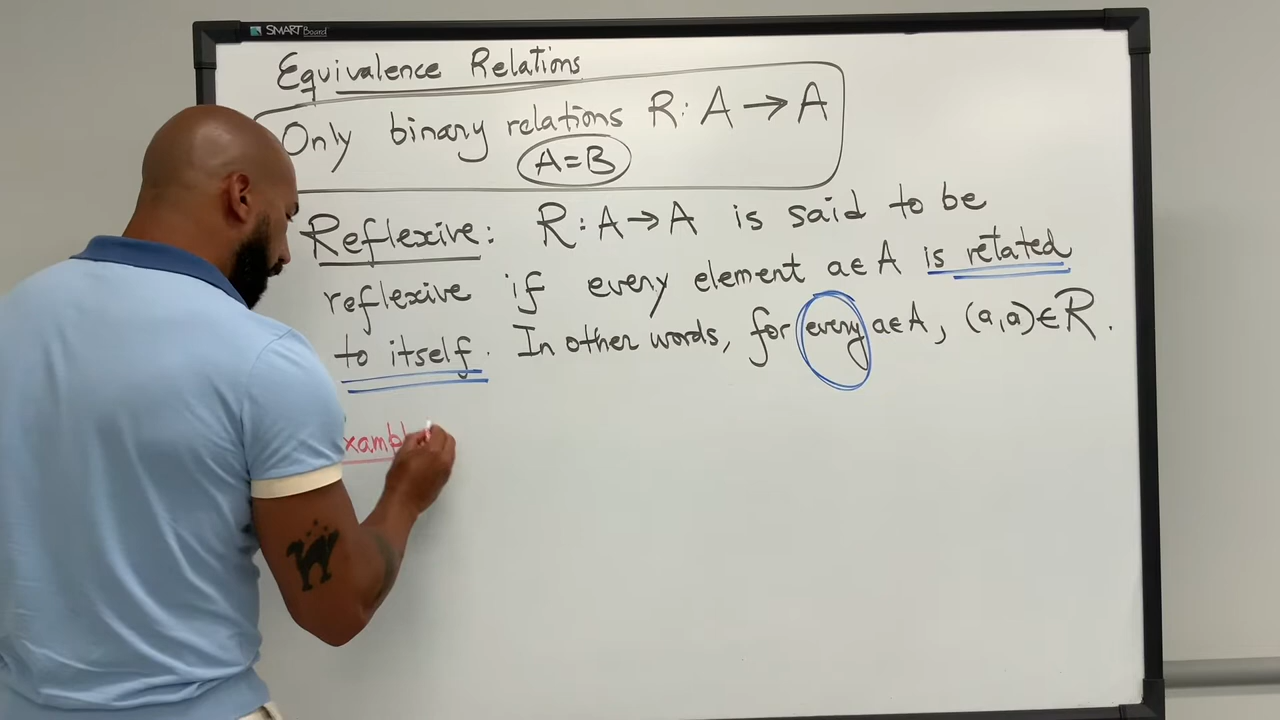 SMART Board
Equivalence Relations
Only binary relations R: A → A
A=B
Reflexive: R: A → A is said to be
reflexive if every element a∈A is related
to itself. In other words, for every a∈A, (a,a)∈R.